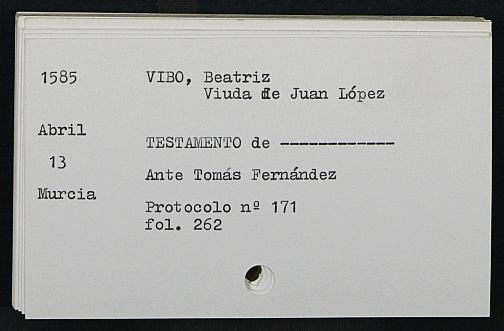 1585 VIBO, Beatriz
Viuda de Juan López
Abril
TESTAMENTO de ------------
13
Ante Tomás Fernández
Murcia
Protocolo nº 171
fol. 262